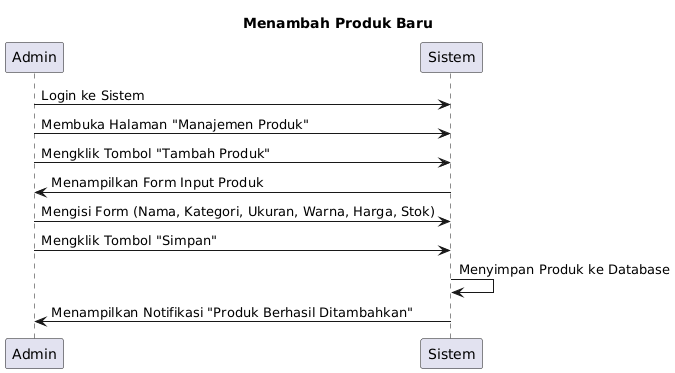 Menambah Produk Baru
Admin
Sistem
Login ke Sistem
Membuka Halaman "Manajemen Produk"
Mengklik Tombol "Tambah Produk"
Menampilkan Form Input Produk
Mengisi Form (Nama, Kategori, Ukuran, Warna, Harga, Stok)
Mengklik Tombol "Simpan"
Menyimpan Produk ke Database
Menampilkan Notifikasi "Produk Berhasil Ditambahkan"
Admin
Sistem